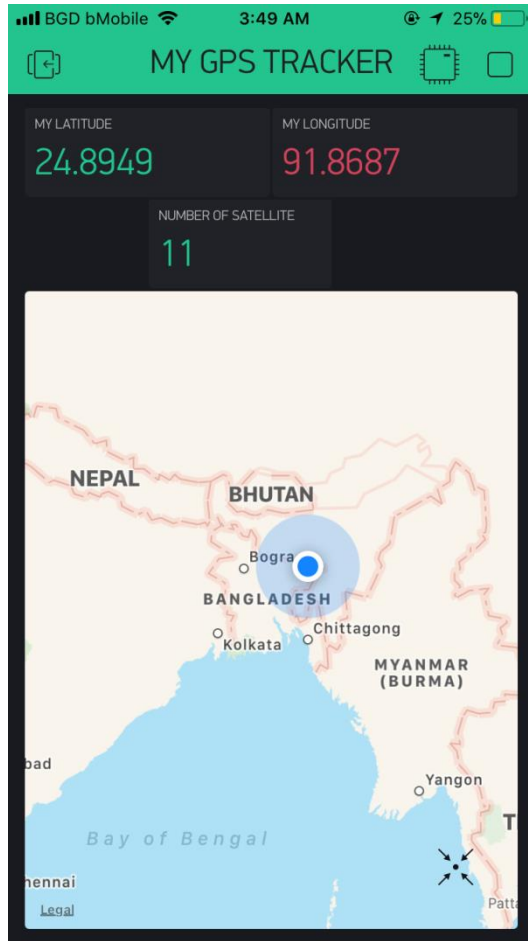 BGD bMobile 3:49 AM 25%
MY GPS TRACKER
MY LATITUDE MY LONGITUDE
24.8949 91.8687
NUMBER OF SATELLITE
11
NEPAL
BHUTAN
Bogra
BANGLADESH
Chittagong
Kolkata
MYANMAR
(BURMA)
bad
Yangon
T
Bay of Bengal
hennai
Patta
Legal